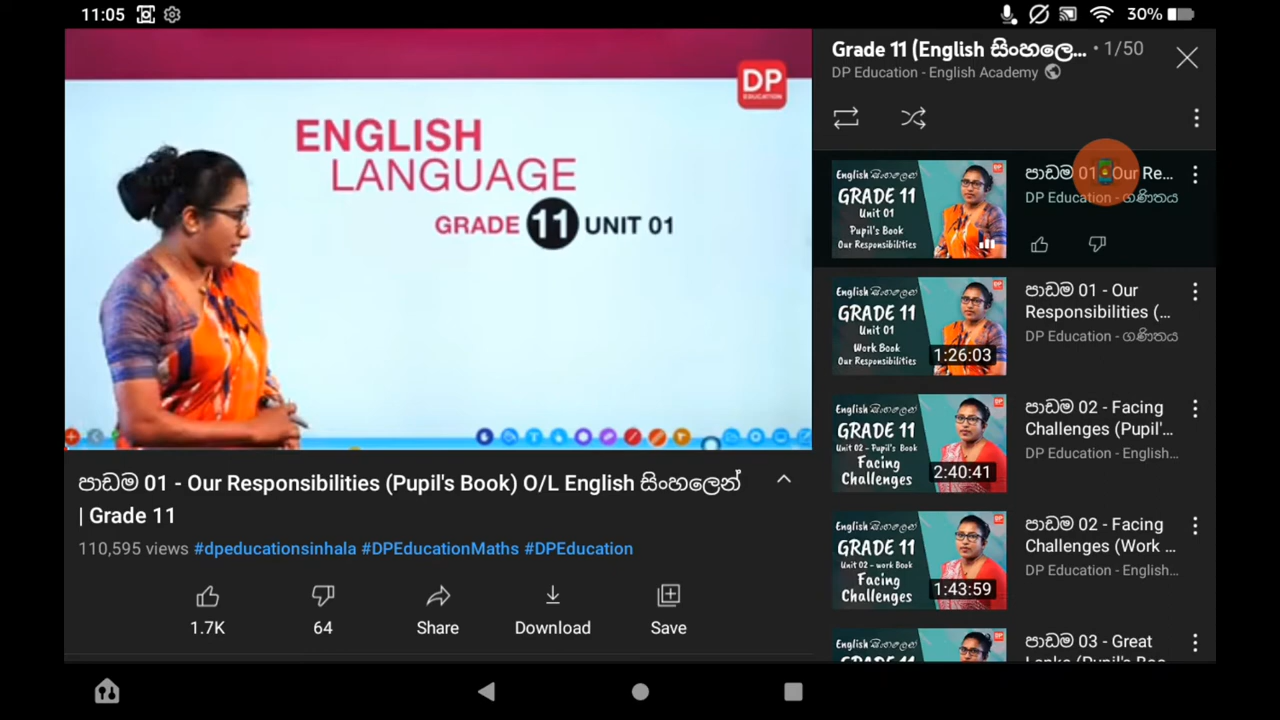 11:05
30%
DP
EDUCATION
ENGLISH
LANGUAGE
GRADE 11 UNIT 01
පාඩම 01 - Our Responsibilities (Pupil's Book) O/L English සිංහලෙන්
| Grade 11
110,595 views #dpeducationsinhala #DPEducationMaths #DPEducation
1.7K
64
Share
Download
Save
Grade 11 (English සිංහලෙ... • 1/50
DP Education - English Academy
English සිංහලෙන්
GRADE 11
Unit 01
Pupil's Book
Our Responsibilities
පාඩම 01 - Our Re...
DP Education - ගණිතය
English සිංහලෙන්
GRADE 11
Unit 01
Work Book
Our Responsibilities
1:26:03
පාඩම 01 - Our
Responsibilities (...
DP Education - ගණිතය
English සිංහලෙන්
GRADE 11
Unit 02 - Pupil's Book
Facing
Challenges
2:40:41
පාඩම 02 - Facing
Challenges (Pupil'...
DP Education - English...
English සිංහලෙන්
GRADE 11
Unit 02 - work Book
Facing
Challenges
1:43:59
පාඩම 02 - Facing
Challenges (Work ...
DP Education - English...
English සිංහලෙන්
පාඩම 03 - Great